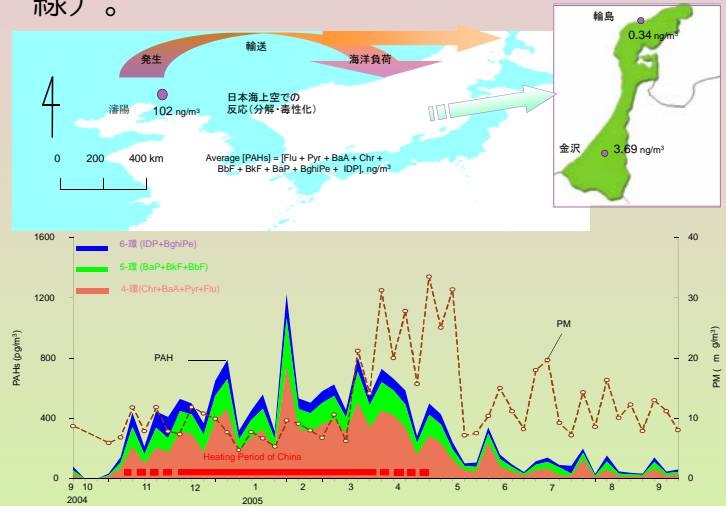 線）。
発生
輸送
海洋負荷
瀋陽
102 ng/m³
日本海上空での
反応(分解・毒性化)
0 200 400 km
Average [PAHs] = [Flu + Pyr + BaA + Chr +
BbF + BkF + BaP + BghiPe + IDP], ng/m³
輪島
0.34 ng/m³
金沢
3.69 ng/m³
1600
1200
800
400
0
PAHs (pg/m³)
6-環 (IDP+BghiPe)
5-環 (BaP+BkF+BbF)
4-環(Chr+BaA+Pyr+Flu)
PAH
PM
Heating Period of China
40
30
20
10
0
PM ( m g/m³)
9 10 11 12 1 2 3 4 5 6 7 8 9
2004 2005